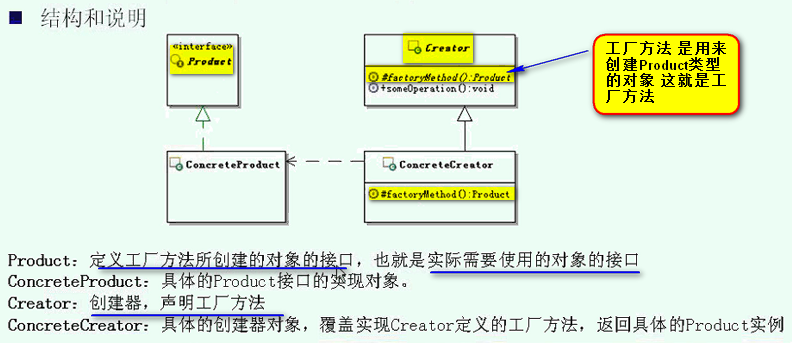 结构和说明
«interface»
Product
Creator
#factoryMethod():Product
+someOperation():void
工厂方法 是用来
创建Product类型
的对象 这就是工
厂方法
ConcreteProduct
ConcreteCreator
#factoryMethod():Product
Product：定义工厂方法所创建的对象的接口，也就是实际需要使用的对象的接口
ConcreteProduct：具体的Product接口的实现对象。
Creator：创建器，声明工厂方法
ConcreteCreator：具体的创建器对象，覆盖实现Creator定义的工厂方法，返回具体的Product实例